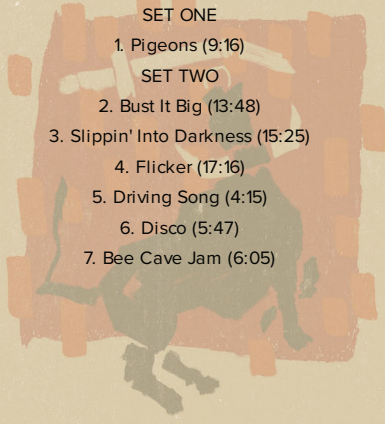 SET ONE
1. Pigeons (9:16)
SET TWO
2. Bust It Big (13:48)
3. Slippin' Into Darkness (15:25)
4. Flicker (17:16)
5. Driving Song (4:15)
6. Disco (5:47)
7. Bee Cave Jam (6:05)